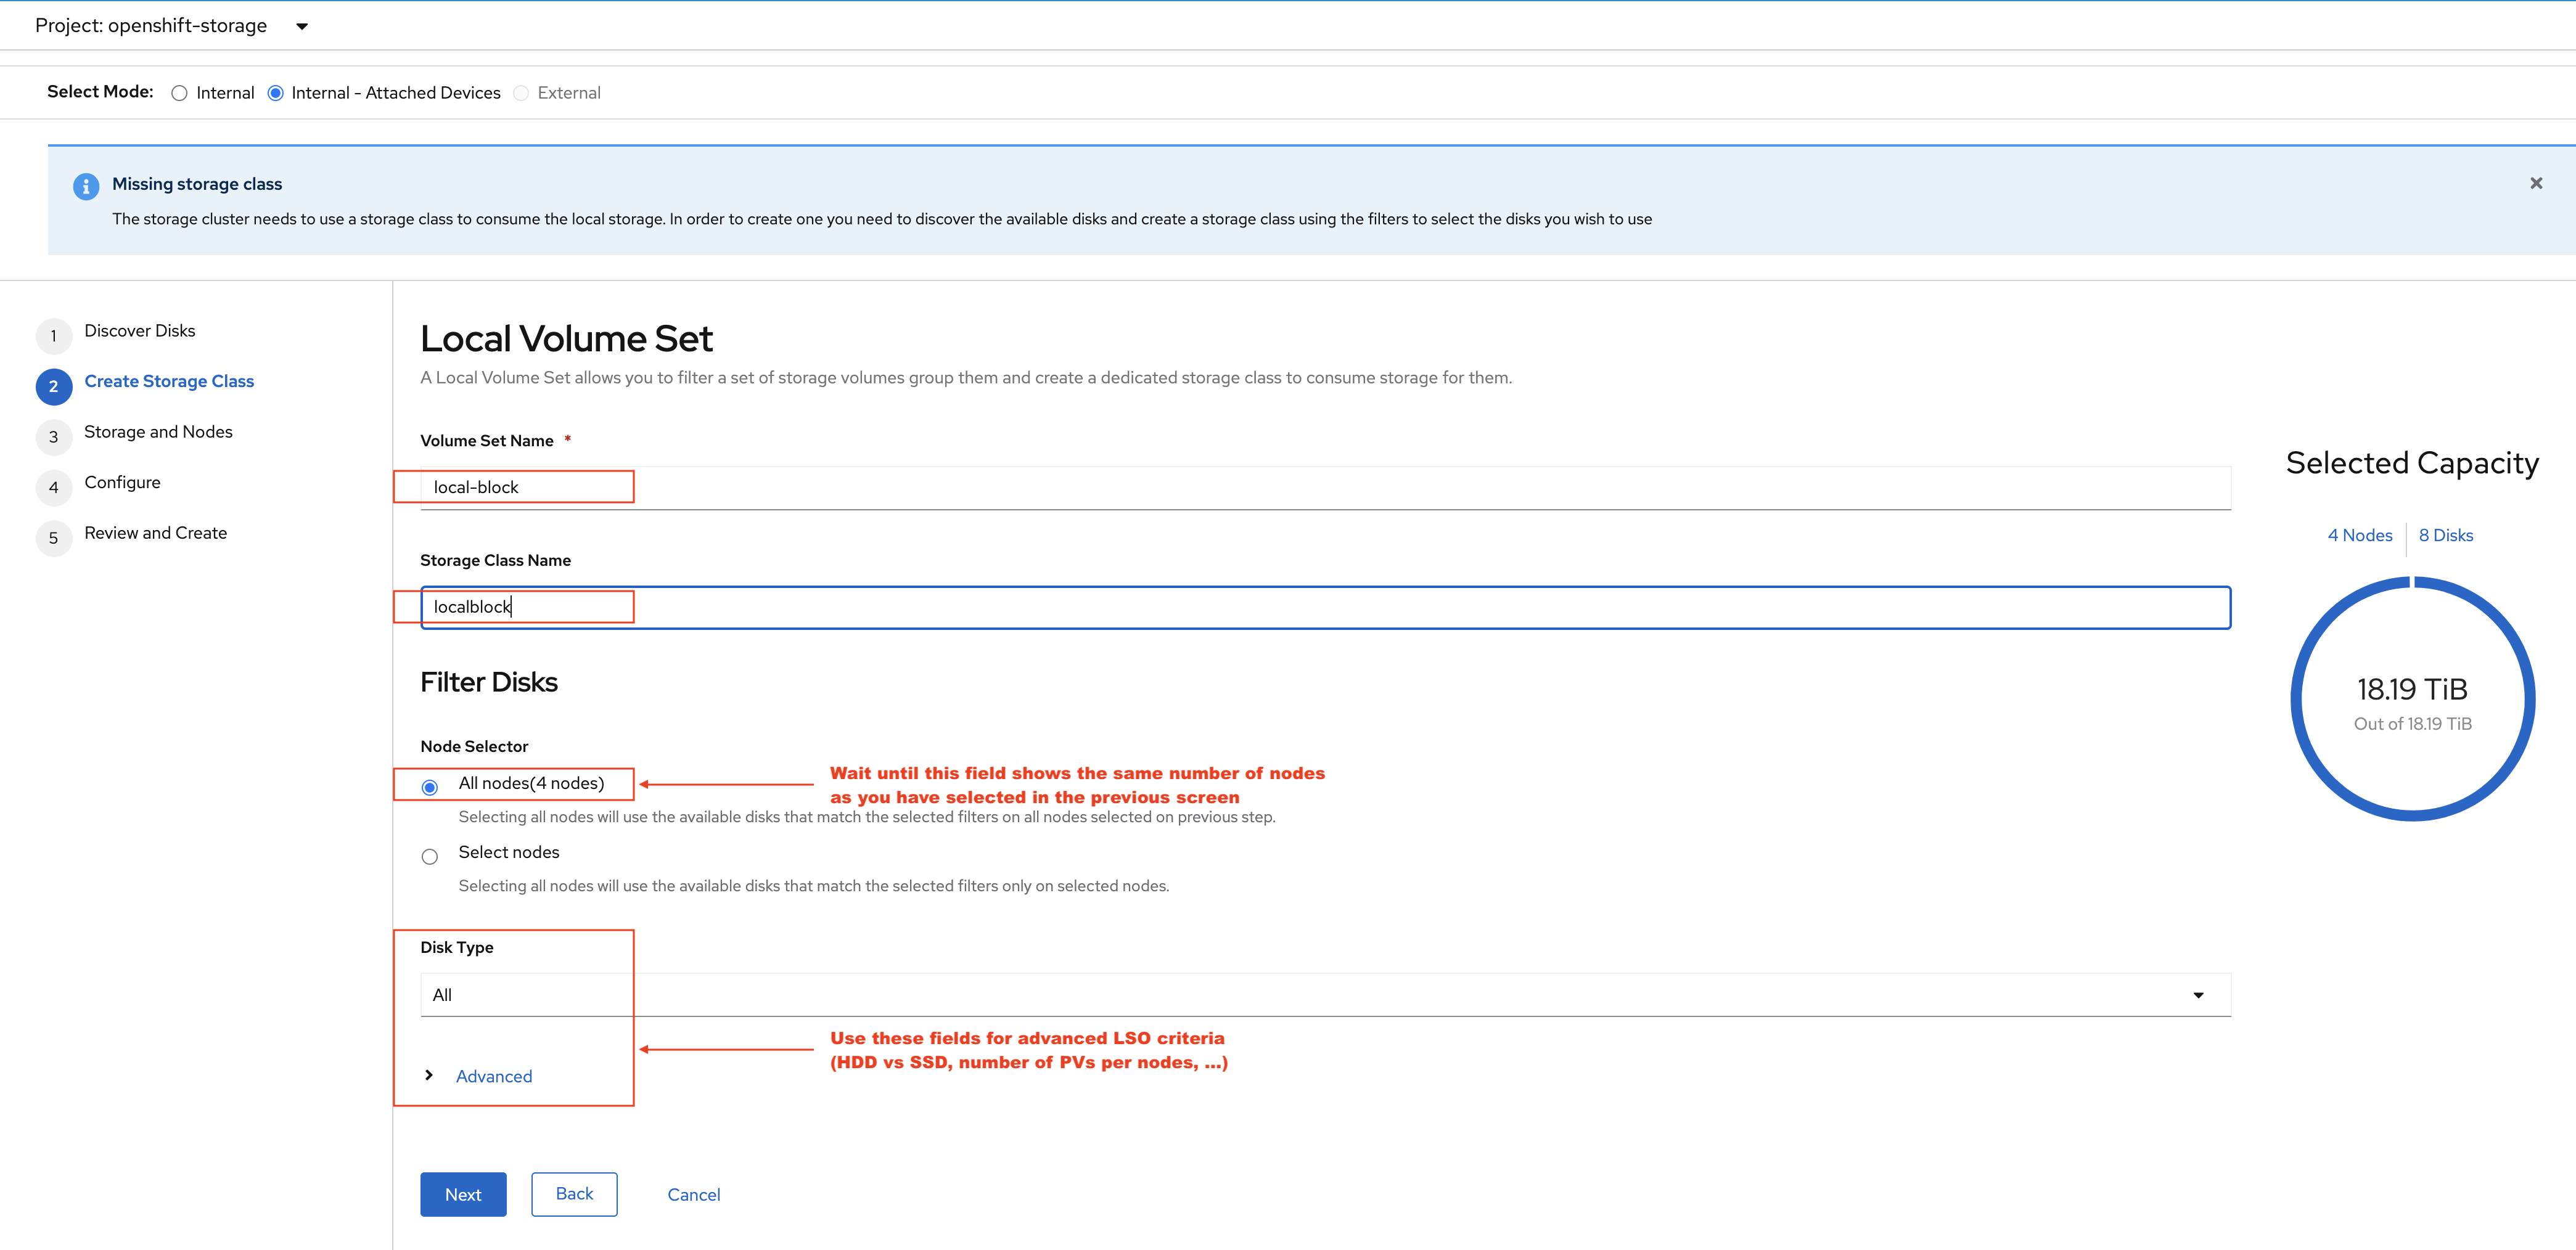 Project: openshift-storage
Select Mode: Internal Internal - Attached Devices External
Missing storage class
The storage cluster needs to use a storage class to consume the local storage. In order to create one you need to discover the available disks and create a storage class using the filters to select the disks you wish to use
1 Discover Disks
2 Create Storage Class
3 Storage and Nodes
4 Configure
5 Review and Create
Local Volume Set
A Local Volume Set allows you to filter a set of storage volumes group them and create a dedicated storage class to consume storage for them.
Volume Set Name *
local-block
Storage Class Name
localblock
Filter Disks
Node Selector
All nodes(4 nodes)
Wait until this field shows the same number of nodes
as you have selected in the previous screen
Selecting all nodes will use the available disks that match the selected filters on all nodes selected on previous step.
Select nodes
Selecting all nodes will use the available disks that match the selected filters only on selected nodes.
Disk Type
All
Use these fields for advanced LSO criteria
(HDD vs SSD, number of PVs per nodes, ...)
Advanced
Next Back Cancel
Selected Capacity
4 Nodes 8 Disks
18.19 TiB
Out of 18.19 TiB